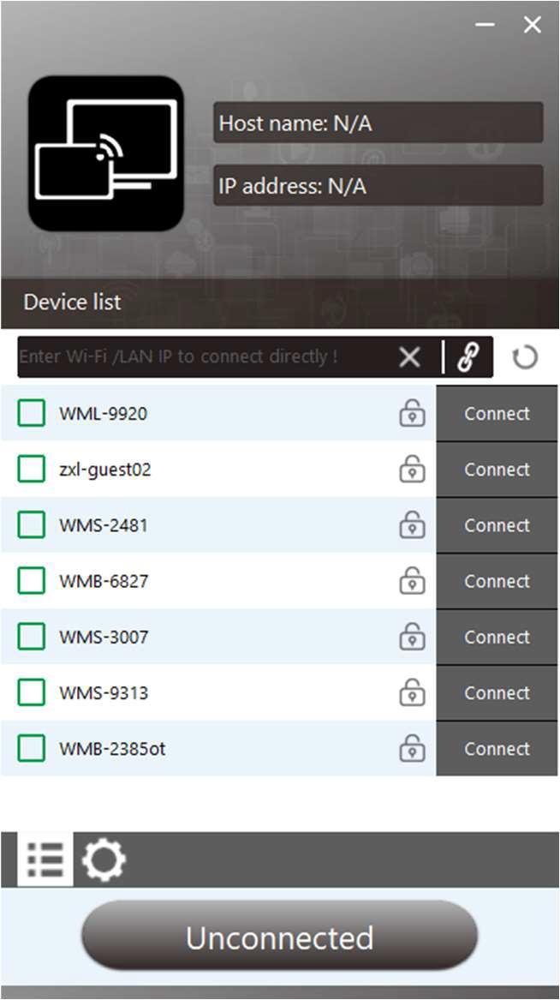 Host name: N/A
IP address: N/A
Device list
Enter Wi-Fi /LAN IP to connect directly !
WML-9920 Connect
zxl-guest02 Connect
WMS-2481 Connect
WMB-6827 Connect
WMS-3007 Connect
WMS-9313 Connect
WMB-2385ot Connect
Unconnected